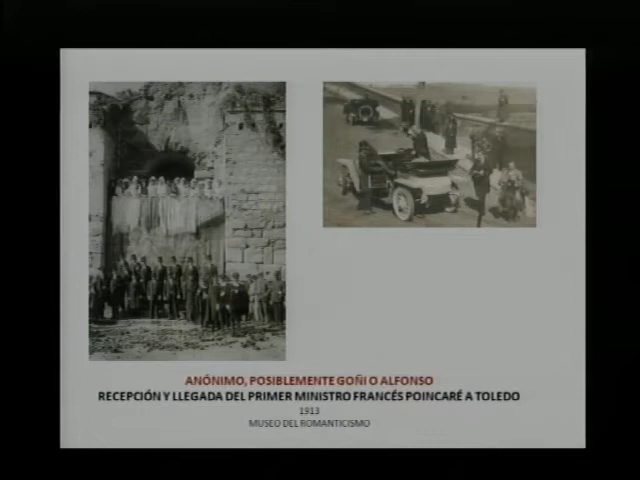 ANÓNIMO, POSIBLEMENTE GOÑI O ALFONSO
RECEPCIÓN Y LLEGADA DEL PRIMER MINISTRO FRANCÉS POINCARÉ A TOLEDO
1913
MUSEO DEL ROMANTICISMO